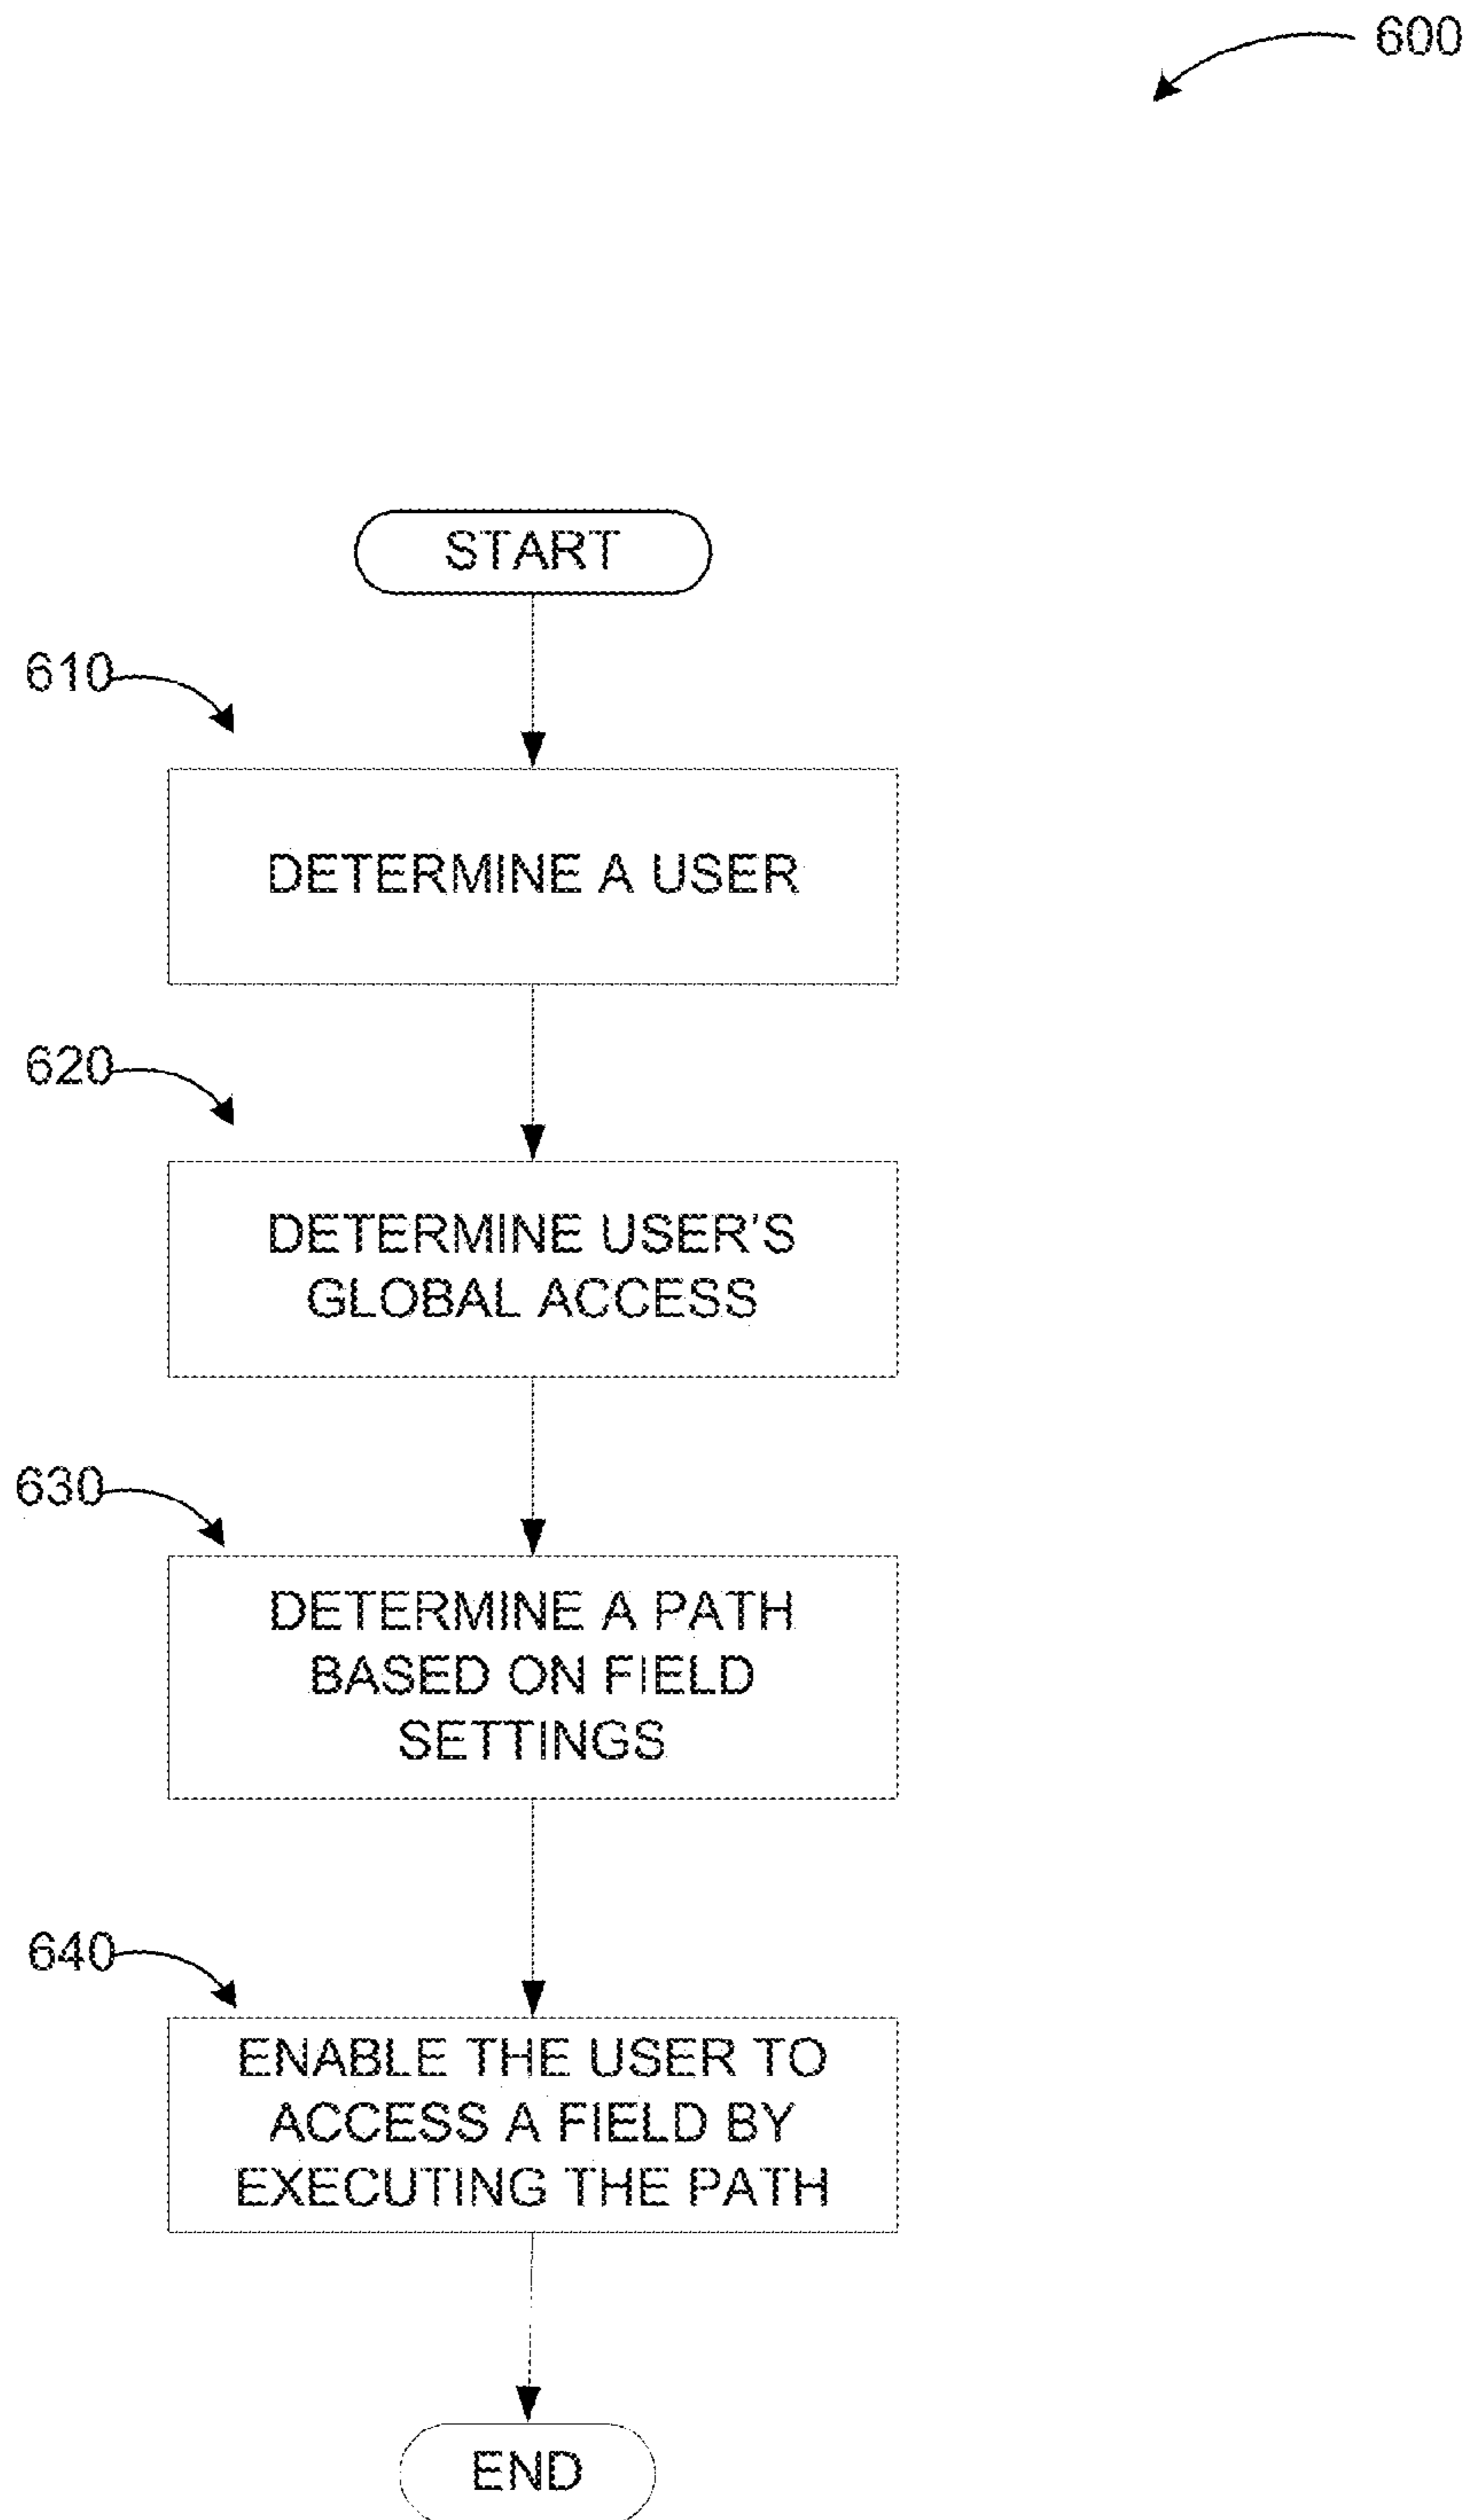 600
START
610
DETERMINE A USER
620
DETERMINE USER'S
GLOBAL ACCESS
630
DETERMINE A PATH
BASED ON FIELD
SETTINGS
640
ENABLE THE USER TO
ACCESS A FIELD BY
EXECUTING THE PATH
END